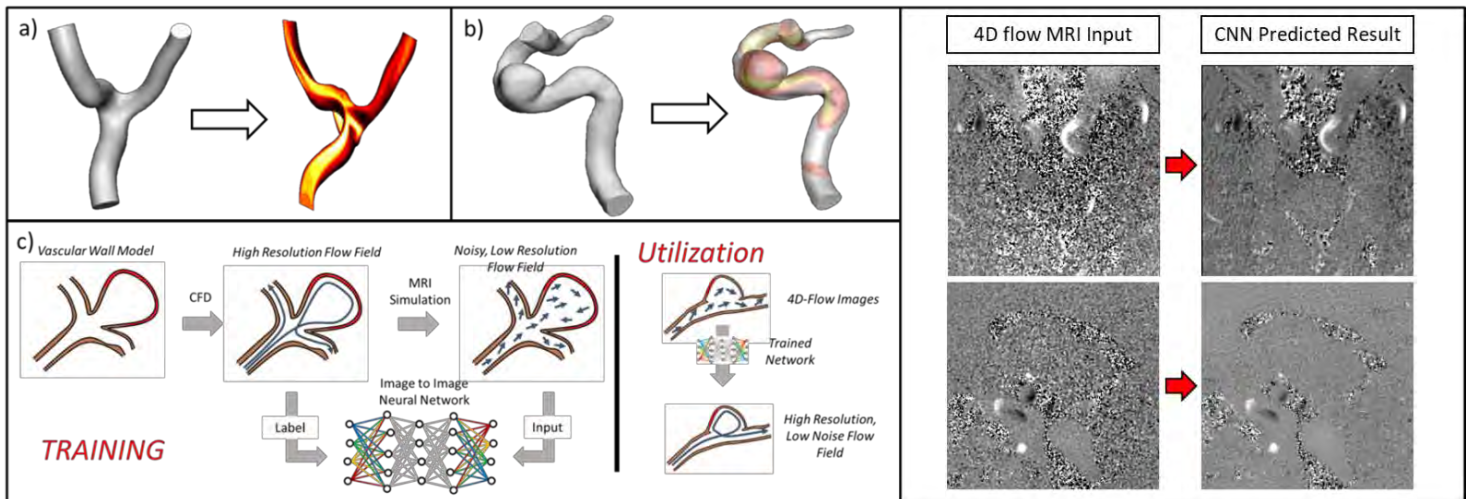 a)
b)
c)
Vascular Wall Model
CFD
High Resolution Flow Field
MRI
Simulation
Noisy, Low Resolution
Flow Field
Image to Image
Neural Network
Label
Input
TRAINING
Utilization
4D-Flow Images
Trained
Network
High Resolution,
Low Noise Flow
Field
4D flow MRI Input
CNN Predicted Result